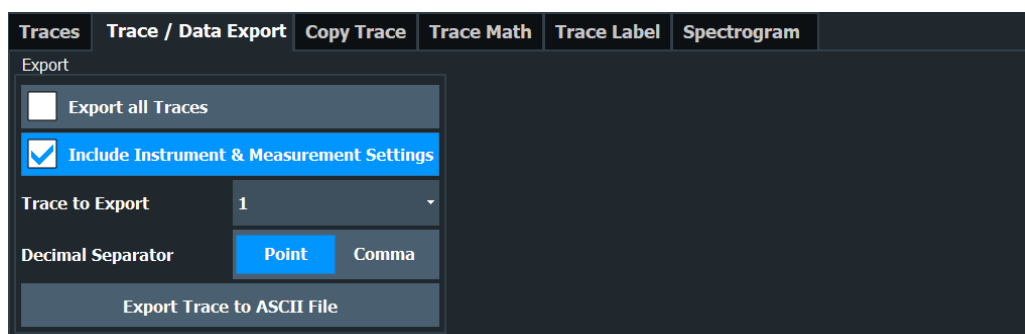 Traces Trace / Data Export Copy Trace Trace Math Trace Label Spectrogram
Export
Export all Traces
Include Instrument & Measurement Settings
Trace to Export 1
Decimal Separator Point Comma
Export Trace to ASCII File